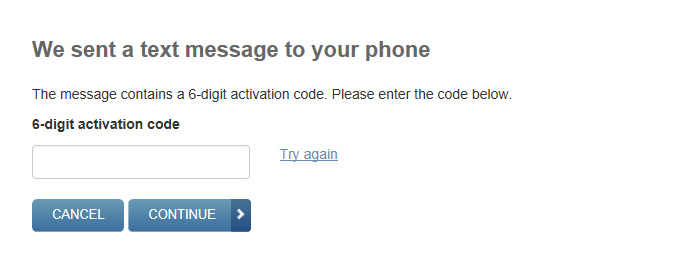 We sent a text message to your phone
The message contains a 6-digit activation code. Please enter the code below.
6-digit activation code
Try again
CANCEL CONTINUE